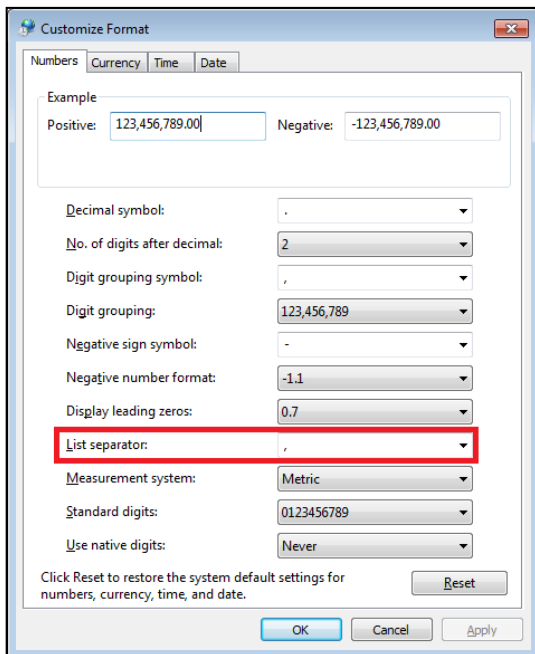 Customize Format
Numbers Currency Time Date
Example
Positive: 123,456,789.00 Negative: -123,456,789.00
Decimal symbol: .
No. of digits after decimal: 2
Digit grouping symbol: ,
Digit grouping: 123,456,789
Negative sign symbol: -
Negative number format: -1.1
Display leading zeros: 0.7
List separator: ,
Measurement system: Metric
Standard digits: 0123456789
Use native digits: Never
Click Reset to restore the system default settings for
numbers, currency, time, and date.
Reset
OK Cancel Apply